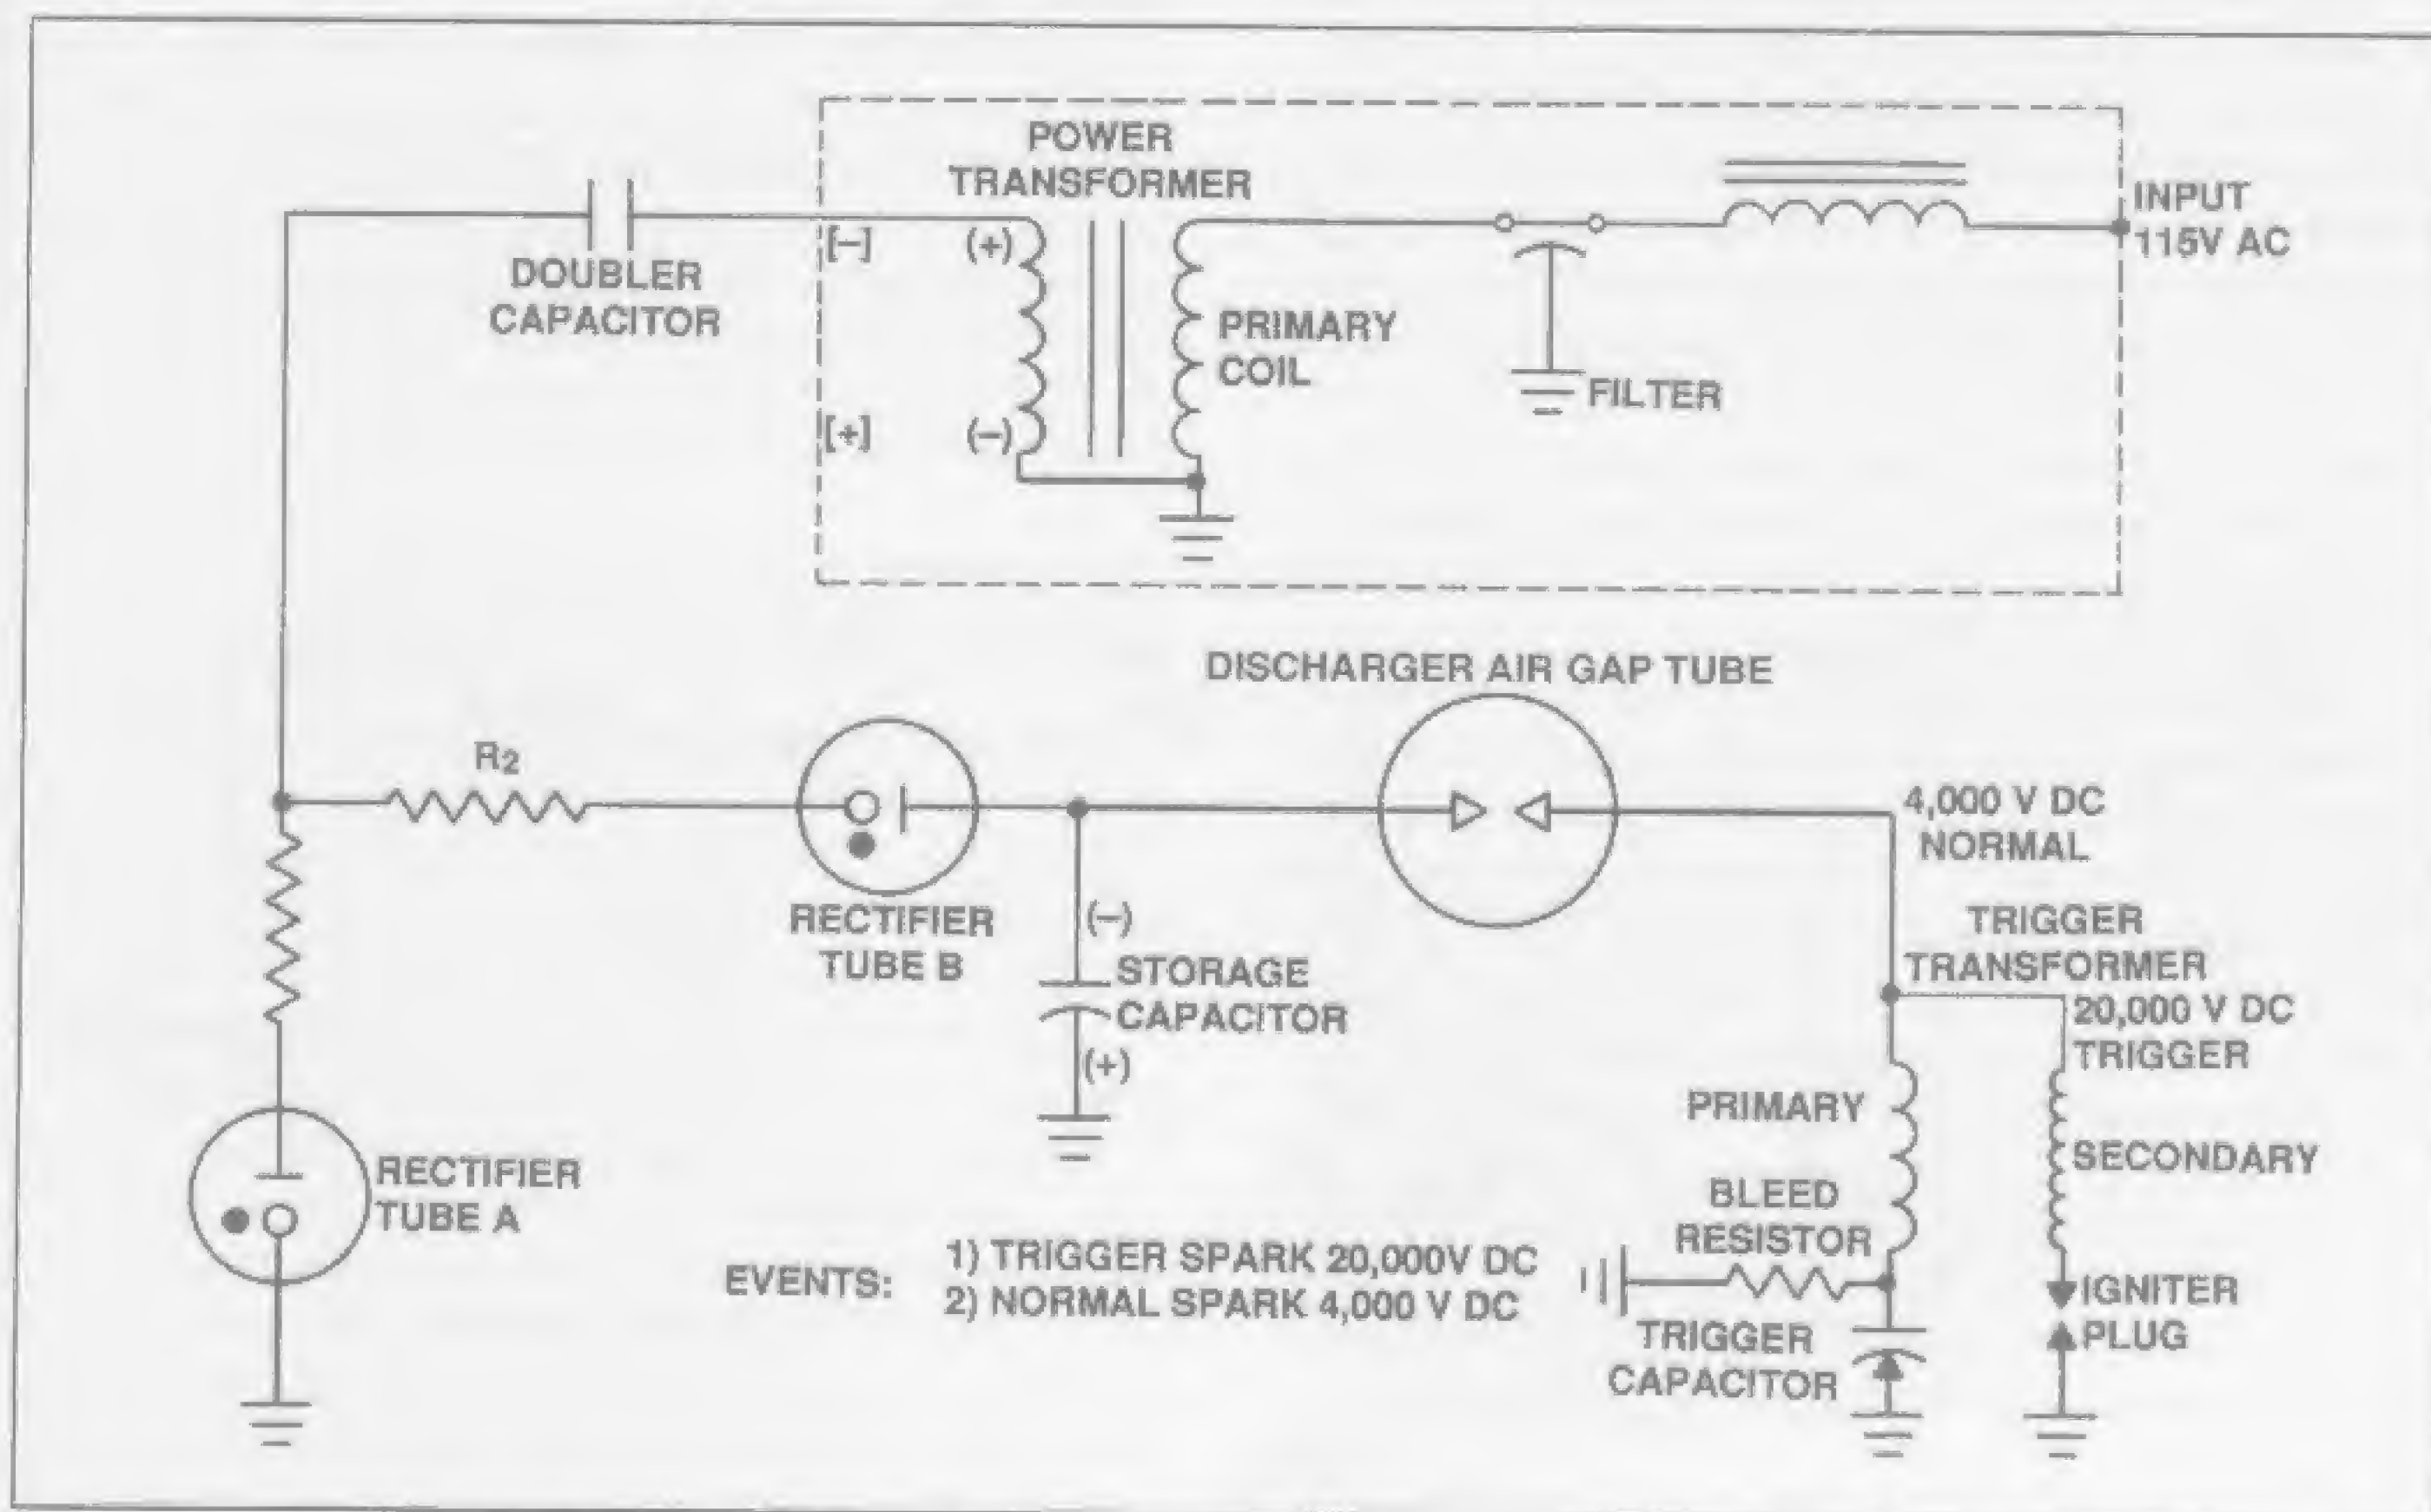 POWER
TRANSFORMER
INPUT
115V AC
[–]
(+)
DOUBLER
CAPACITOR
PRIMARY
COIL
FILTER
[+]
(–)
DISCHARGER AIR GAP TUBE
R2
4,000 V DC
NORMAL
RECTIFIER
TUBE B
(–)
STORAGE
CAPACITOR
(+)
TRIGGER
TRANSFORMER
20,000 V DC
TRIGGER
PRIMARY
SECONDARY
RECTIFIER
TUBE A
BLEED
RESISTOR
EVENTS:
1) TRIGGER SPARK 20,000V DC
2) NORMAL SPARK 4,000 V DC
IGNITER
PLUG
TRIGGER
CAPACITOR